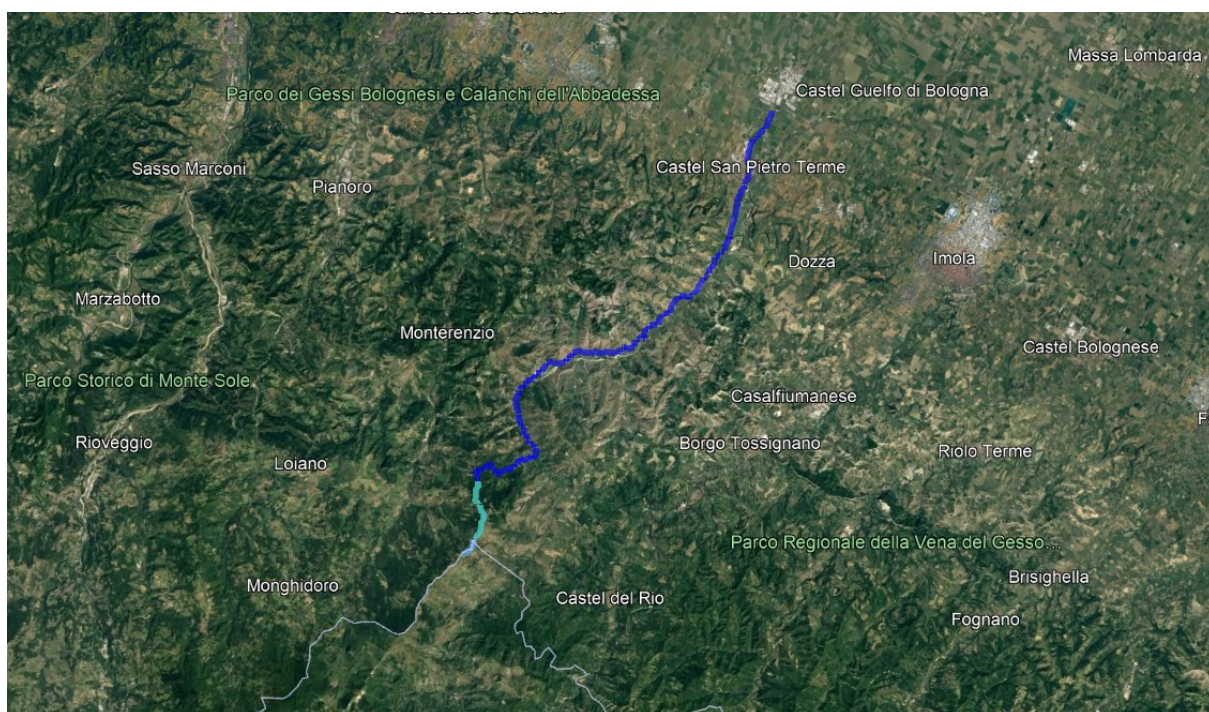 Massa Lombarda
Castel Guelfo di Bologna
Parco dei Gessi Bolognesi e Calanchi dell'Abbadessa
Castel San Pietro Terme
Sasso Marconi
Pianoro
Dozza
Imola
Marzabotto
Monterenzio
Castel Bolognese
Parco Storico di Monte Sole
Casalfiumanese
Rioveggio
Borgo Tossignano
Riolo Terme
Loiano
Parco Regionale della Vena del Gesso...
Brisighella
Monghidoro
Castel del Rio
Fognano